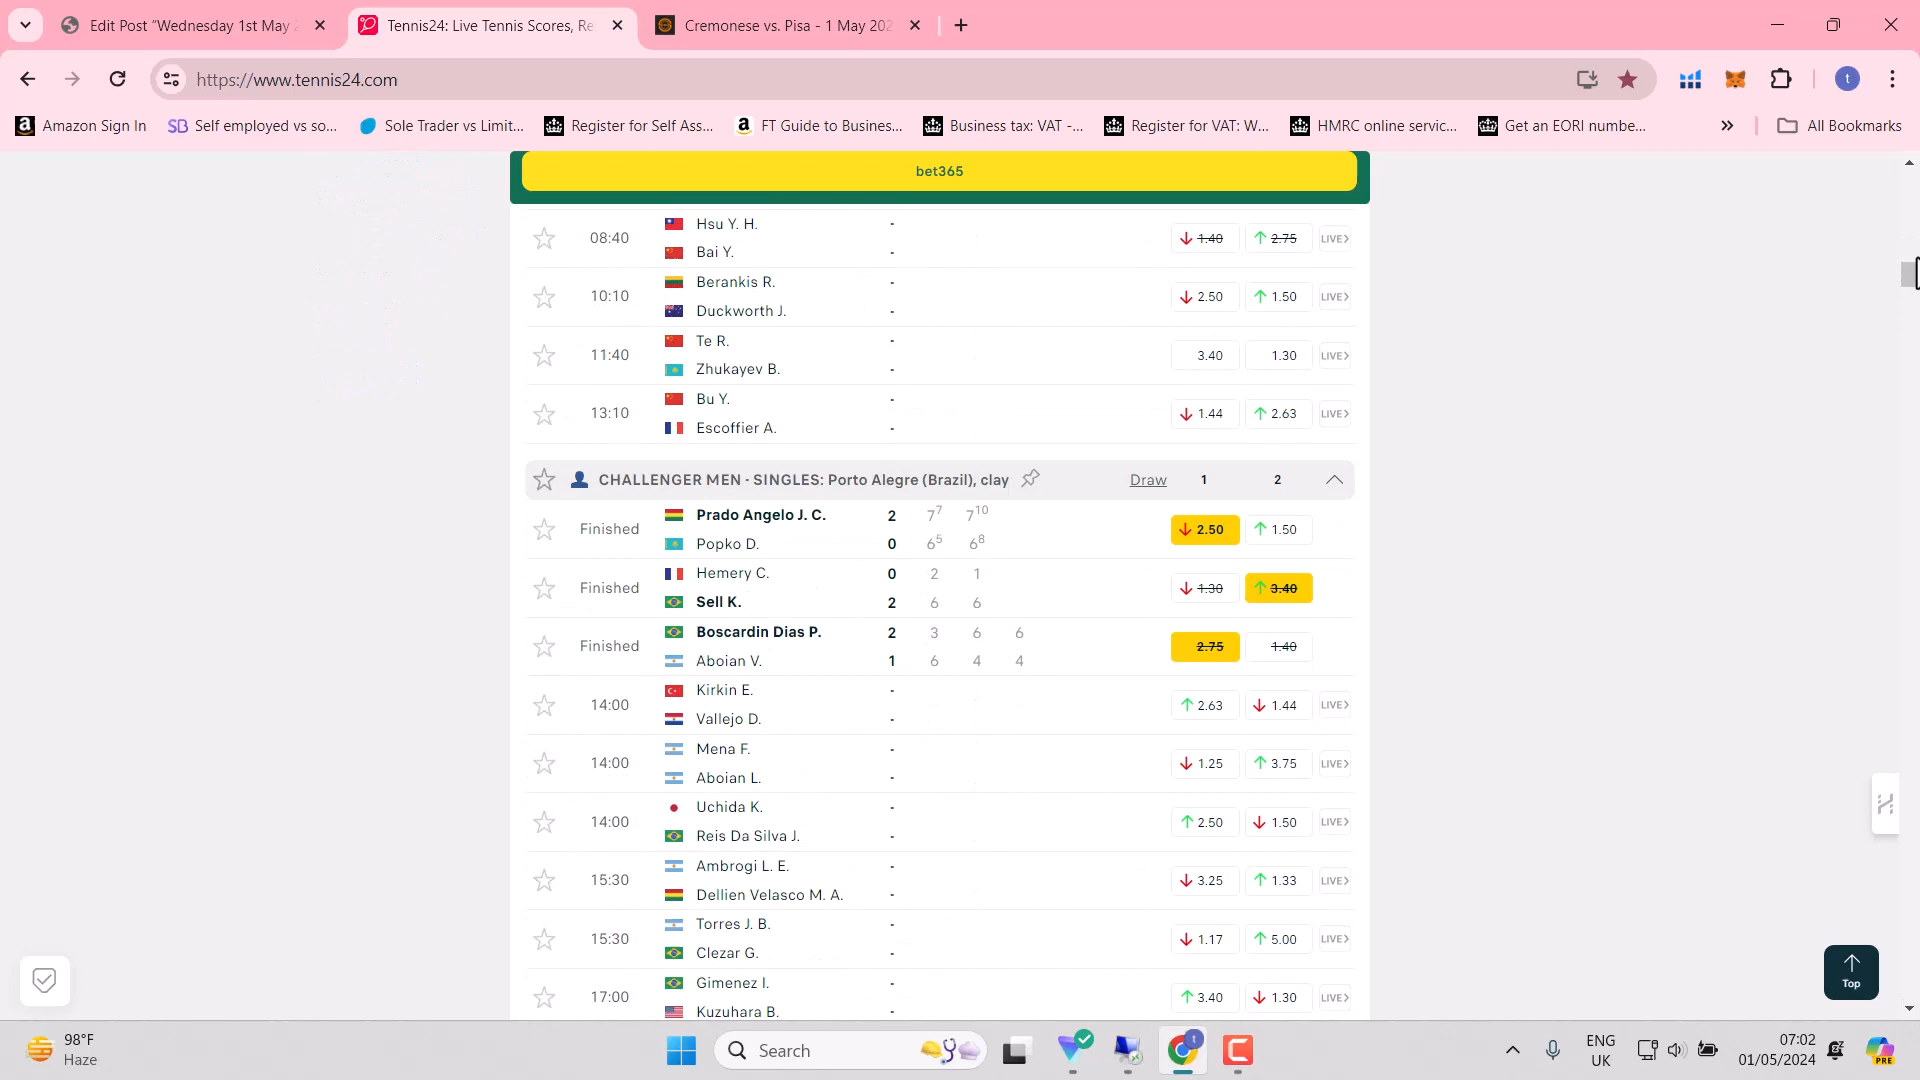 Edit Post “Wednesday 1st May 2
Tennis24: Live Tennis Scores, Re
Cremonese vs. Pisa - 1 May 202
https://www.tennis24.com
t
Amazon Sign In
SB Self employed vs so...
Sole Trader vs Limit...
Register for Self Ass...
a FT Guide to Busines...
Business tax: VAT -...
Register for VAT: W...
HMRC online servic...
Get an EORI numbe...
All Bookmarks
bet365
08:40 Hsu Y. H. - 1.40 2.75 LIVE
Bai Y. -
10:10 Berankis R. - 2.50 1.50 LIVE
Duckworth J. -
11:40 Te R. - 3.40 1.30 LIVE
Zhukayev B. -
13:10 Bu Y. - 1.44 2.63 LIVE
Escoffier A. -
CHALLENGER MEN - SINGLES: Porto Alegre (Brazil), clay Draw 1 2
Finished Prado Angelo J. C. 2 7⁷ 7¹⁰ 2.50 1.50
Popko D. 0 6⁵ 6⁸
Finished Hemery C. 0 2 1 1.30 3.40
Sell K. 2 6 6
Finished Boscardin Dias P. 2 3 6 6 2.75 1.40
Aboian V. 1 6 4 4
14:00 Kirkin E. - 2.63 1.44 LIVE
Vallejo D. -
14:00 Mena F. - 1.25 3.75 LIVE
Aboian L. -
14:00 Uchida K. - 2.50 1.50 LIVE
Reis Da Silva J. -
15:30 Ambrogi L. E. - 3.25 1.33 LIVE
Dellien Velasco M. A. -
15:30 Torres J. B. - 1.17 5.00 LIVE
Clezar G. -
17:00 Gimenez I. - 3.40 1.30 LIVE
Kuzuhara B. -
Top
98°F
Haze
Search
ENG
UK
07:02
01/05/2024
PRE